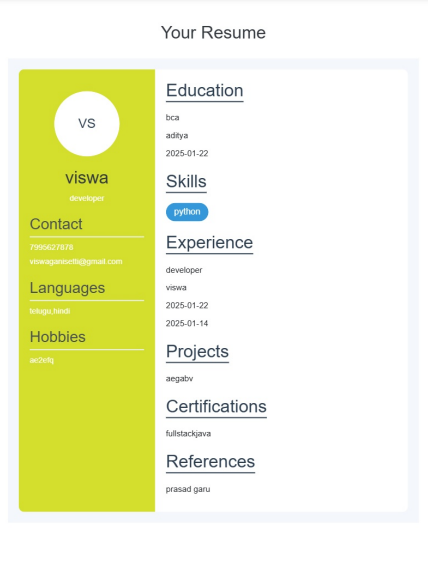 Your Resume
VS
viswa
developer
Contact
7995627878
viswaganisetti@gmail.com
Languages
telugu,hindi
Hobbies
ae2efq
Education
bca
aditya
2025-01-22
Skills
python
Experience
developer
viswa
2025-01-22
2025-01-14
Projects
aegabv
Certifications
fullstackjava
References
prasad garu